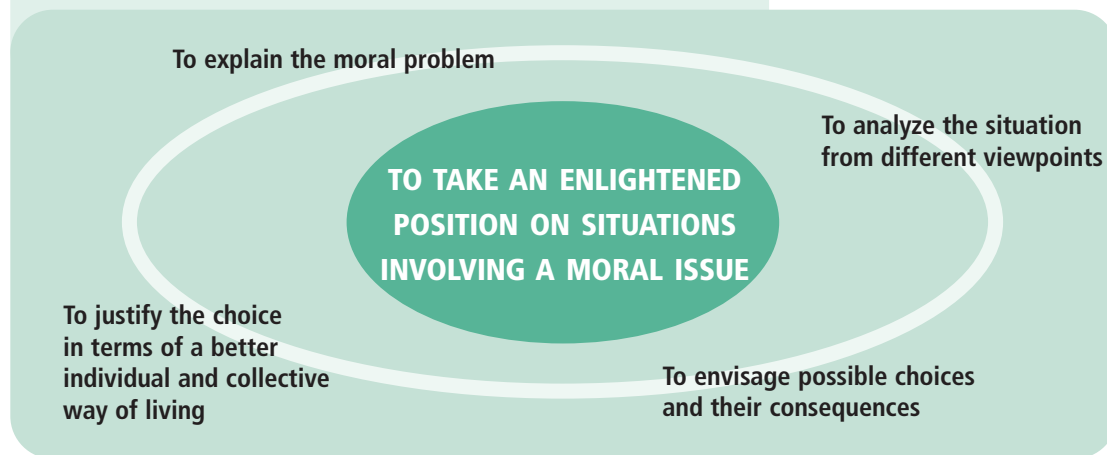 To explain the moral problem
To analyze the situation
from different viewpoints
TO TAKE AN ENLIGHTENED
POSITION ON SITUATIONS
INVOLVING A MORAL ISSUE
To justify the choice
in terms of a better
individual and collective
way of living
To envisage possible choices
and their consequences